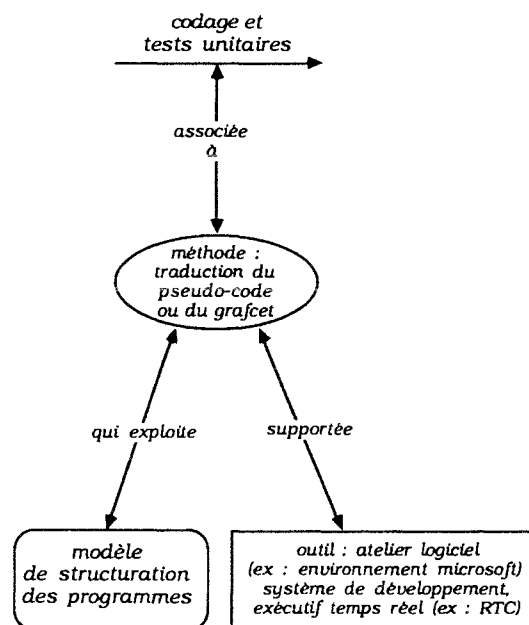 codage et
tests unitaires
associée
à
méthode :
traduction du
pseudo-code
ou du grafcet
qui exploite
supportée
modèle
de structuration
des programmes
outil : atelier logiciel
(ex : environnement microsoft)
système de développement,
exécutif temps réel (ex : RTC)